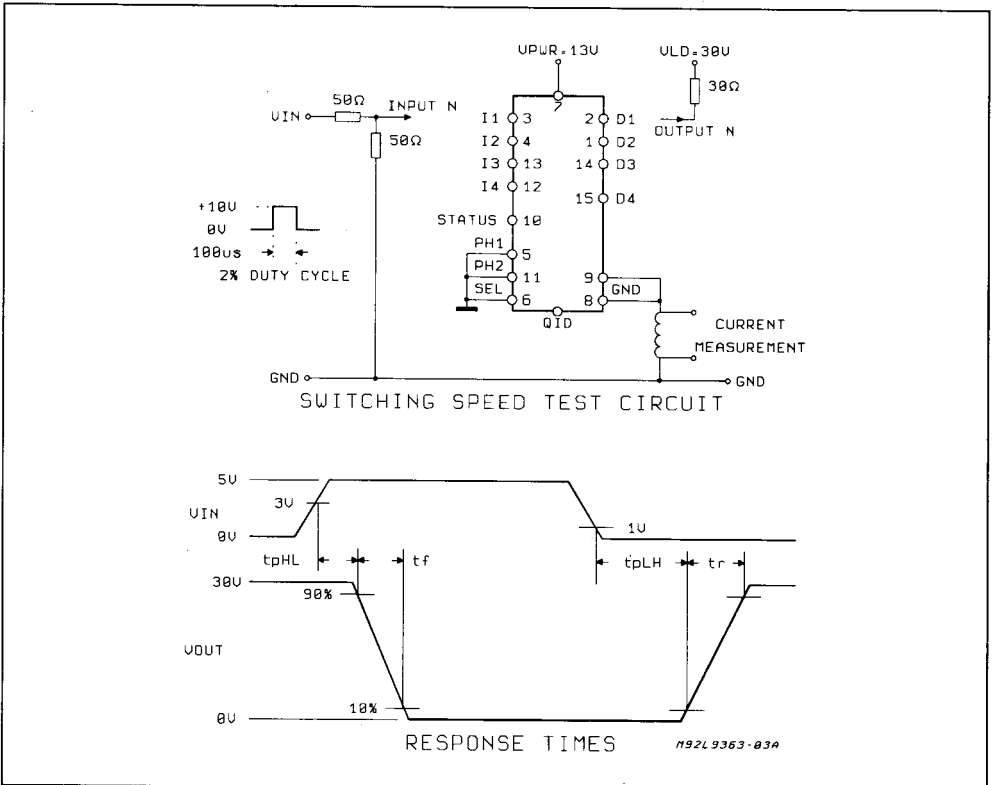 VPWR=13V
VLD=30V
50Ω
30Ω
VIN
INPUT N
7
I1 3
2 D1
OUTPUT N
50Ω
I2 4
1 D2
I3 13
14 D3
I4 12
15 D4
+10V
STATUS 10
0V
PH1
5
100us
PH2
11
9
2% DUTY CYCLE
SEL
6
GND
8
QID
CURRENT
MEASUREMENT
GND
GND
SWITCHING SPEED TEST CIRCUIT
5V
3V
VIN
1V
0V
tpHL
tf
tpLH
tr
30V
90%
VOUT
10%
0V
RESPONSE TIMES
M92L9363-03A